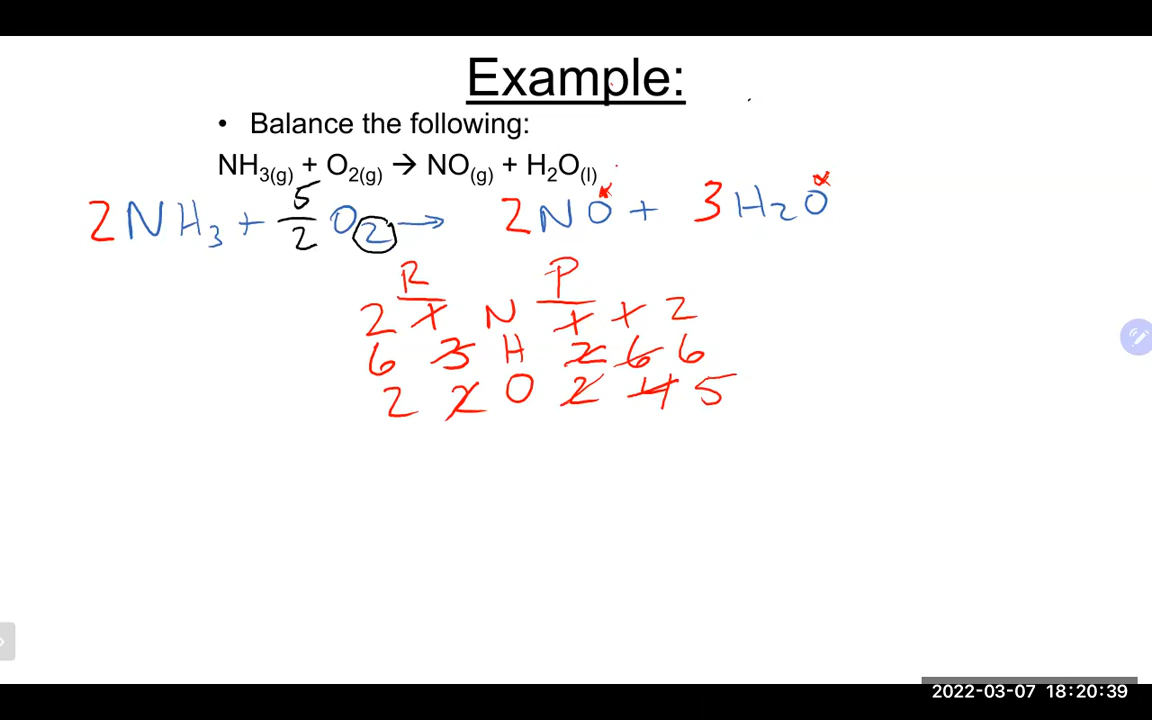 Example:
• Balance the following:
NH₃(g) + O₂(g) → NO(g) + H₂O(l)
2NH₃ + 5/2 O₂ → 2NO + 3H₂O
R P
2 1 N 1 1 2
6 3 H 2 6 6
2 2 O 2 4 5
2022-03-07 18:20:39